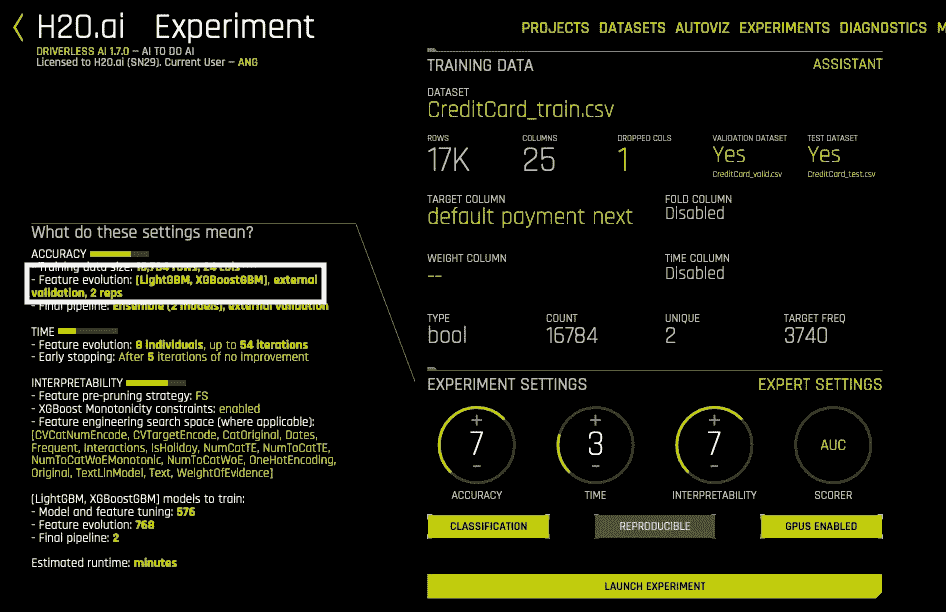 H2O.ai Experiment
DRIVERLESS AI 1.7.0 – AI TO DO AI
Licensed to H2O.ai (SN29). Current User – ANG
PROJECTS DATASETS AUTOVIZ EXPERIMENTS DIAGNOSTICS M
What do these settings mean?
ACCURACY
- Training data size: 16,784 rows, 24 cols
- Feature evolution: [LightGBM, XGBoostGBM], external
validation, 2 reps
- Final pipeline: Ensemble (2 models), external validation
TIME
- Feature evolution: 8 individuals, up to 54 iterations
- Early stopping: After 5 iterations of no improvement
INTERPRETABILITY
- Feature pre-pruning strategy: FS
- XGBoost Monotonicity constraints: enabled
- Feature engineering search space (where applicable):
[CVCatNumEncode, CVTargetEncode, CatOriginal, Dates,
Frequent, Interactions, IsHoliday, NumCatTE, NumToCatTE,
NumToCatWoEMonotonic, NumToCatWoE, OneHotEncoding,
Original, TextLinModel, Text, WeightOfEvidence]
[LightGBM, XGBoostGBM] models to train:
- Model and feature tuning: 576
- Feature evolution: 768
- Final pipeline: 2
Estimated runtime: minutes
TRAINING DATA ASSISTANT
DATASET
CreditCard_train.csv
ROWS COLUMNS DROPPED COLS VALIDATION DATASET TEST DATASET
17K 25 1 Yes Yes
CreditCard_valid.csv CreditCard_test.csv
TARGET COLUMN FOLD COLUMN
default payment next Disabled
WEIGHT COLUMN TIME COLUMN
-- Disabled
TYPE COUNT UNIQUE TARGET FREQ
bool 16784 2 3740
EXPERIMENT SETTINGS EXPERT SETTINGS
+ + +
7 3 7 AUC
– – –
ACCURACY TIME INTERPRETABILITY SCORER
CLASSIFICATION REPRODUCIBLE GPUS ENABLED
LAUNCH EXPERIMENT